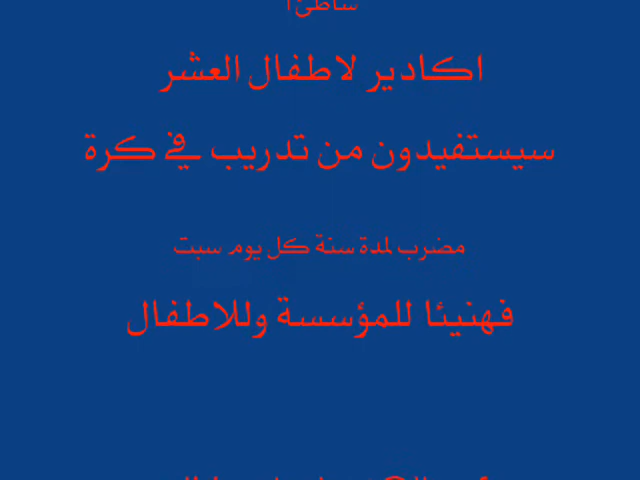 اكادير لاطفال العشر
سيستفيدون من تدريب في كرة
مضرب لمدة سنة كل يوم سبت
فهنيئا للمؤسسة وللاطفال